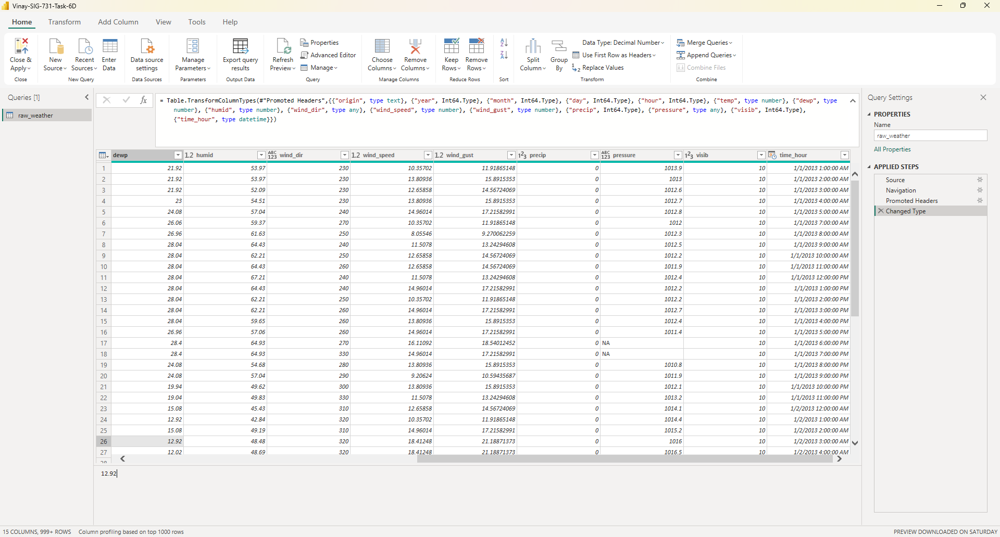 Vinay-SIG-731-Task-6D
Home Transform Add Column View Tools Help
Close & Apply
Close
New Source
Recent Sources
Enter Data
New Query
Data source settings
Data Sources
Manage Parameters
Parameters
Export query results
Output Data
Refresh Preview
Properties
Advanced Editor
Manage
Query
Choose Columns
Remove Columns
Manage Columns
Keep Rows
Remove Rows
Reduce Rows
A Z
Z A
Sort
Split Column
Group By
Data Type: Decimal Number
Use First Row as Headers
1 2 Replace Values
Transform
Merge Queries
Append Queries
Combine Files
Combine
Queries [1]
raw_weather
fx
= Table.TransformColumnTypes(#"Promoted Headers",{{"origin", type text}, {"year", Int64.Type}, {"month", Int64.Type}, {"day", Int64.Type}, {"hour", Int64.Type}, {"temp", type number}, {"dewp", type
number}, {"humid", type number}, {"wind_dir", type any}, {"wind_speed", type number}, {"wind_gust", type number}, {"precip", Int64.Type}, {"pressure", type any}, {"visib", Int64.Type},
{"time_hour", type datetime}})
dewp 1.2 humid ABC 123 wind_dir 1.2 wind_speed 1.2 wind_gust 123 precip ABC 123 pressure 123 visib time_hour
1 21.92 53.97 230 10.35702 11.91865148 0 1013.9 10 1/1/2013 1:00:00 AM
2 21.92 53.97 230 13.80936 15.8915353 0 1013 10 1/1/2013 2:00:00 AM
3 21.92 52.09 230 12.65858 14.56724069 0 1012.6 10 1/1/2013 3:00:00 AM
4 23 54.51 230 13.80936 15.8915353 0 1012.7 10 1/1/2013 4:00:00 AM
5 24.08 57.04 240 14.96014 17.21582991 0 1012.8 10 1/1/2013 5:00:00 AM
6 26.06 59.37 270 10.35702 11.91865148 0 1012 10 1/1/2013 7:00:00 AM
7 26.96 61.63 250 8.05546 9.270062259 0 1012.3 10 1/1/2013 8:00:00 AM
8 28.04 64.43 240 11.5078 13.24294608 0 1012.5 10 1/1/2013 9:00:00 AM
9 28.04 62.21 250 12.65858 14.56724069 0 1012.2 10 1/1/2013 10:00:00 AM
10 28.04 64.43 260 12.65858 14.56724069 0 1011.9 10 1/1/2013 11:00:00 AM
11 28.04 67.21 240 11.5078 13.24294608 0 1012.4 10 1/1/2013 12:00:00 PM
12 28.04 64.43 240 14.96014 17.21582991 0 1012.2 10 1/1/2013 1:00:00 PM
13 28.04 62.21 250 10.35702 11.91865148 0 1012.2 10 1/1/2013 2:00:00 PM
14 28.04 62.21 260 14.96014 17.21582991 0 1012.7 10 1/1/2013 3:00:00 PM
15 28.04 59.65 260 13.80936 15.8915353 0 1012.4 10 1/1/2013 4:00:00 PM
16 26.96 57.06 260 14.96014 17.21582991 0 1011.4 10 1/1/2013 5:00:00 PM
17 28.4 64.93 270 16.11092 18.54012452 0 NA 10 1/1/2013 6:00:00 PM
18 28.4 64.93 330 14.96014 17.21582991 0 NA 10 1/1/2013 7:00:00 PM
19 24.08 54.68 280 13.80936 15.8915353 0 1010.8 10 1/1/2013 8:00:00 PM
20 24.08 57.04 290 9.20624 10.59435687 0 1011.9 10 1/1/2013 9:00:00 PM
21 19.94 49.62 300 13.80936 15.8915353 0 1012.1 10 1/1/2013 10:00:00 PM
22 19.04 49.83 330 11.5078 13.24294608 0 1013.2 10 1/1/2013 11:00:00 PM
23 15.08 45.43 310 12.65858 14.56724069 0 1014.1 10 1/2/2013 12:00:00 AM
24 12.92 42.84 320 10.35702 11.91865148 0 1014.4 10 1/2/2013 1:00:00 AM
25 15.08 49.19 310 14.96014 17.21582991 0 1015.2 10 1/2/2013 2:00:00 AM
26 12.92 48.48 320 18.41248 21.18871373 0 1016 10 1/2/2013 3:00:00 AM
27 12.02 48.69 320 18.41248 21.18871373 0 1016.5 10 1/2/2013 4:00:00 AM
12.92
Query Settings
PROPERTIES
Name
raw_weather
All Properties
APPLIED STEPS
Source
Navigation
Promoted Headers
Changed Type
15 COLUMNS, 999+ ROWS Column profiling based on top 1000 rows
PREVIEW DOWNLOADED ON SATURDAY